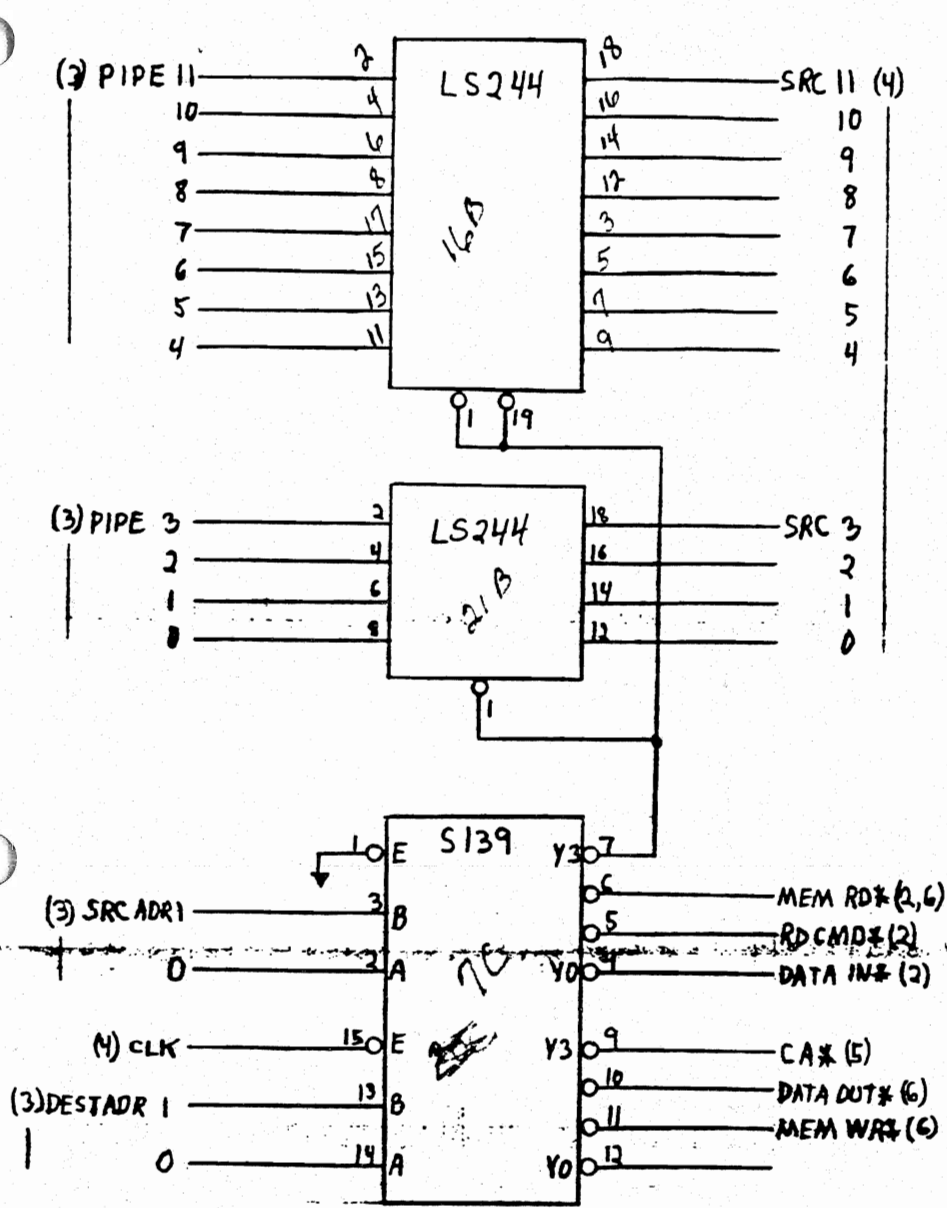 (3) PIPE 11 2 LS244 18 SRC 11 (4)
10 4 16 10
9 6 14 9
8 8 12 8
7 17 16B 3 7
6 15 5 6
5 13 7 5
4 11 9 4
1 19
(3) PIPE 3 2 LS244 18 SRC 3
2 4 16 2
1 6 21B 14 1
0 8 12 0
1
1 E S139 Y3 7
6 MEM RD* (2,6)
(3) SRC ADR1 3 B 5 RD CMD* (2)
0 2 A 7C Y0 4 DATA IN* (2)
(4) CLK 15 E Y3 9 CA* (5)
10 DATA OUT* (6)
(3) DESTADR 1 13 B 11 MEM WR* (6)
0 14 A Y0 12